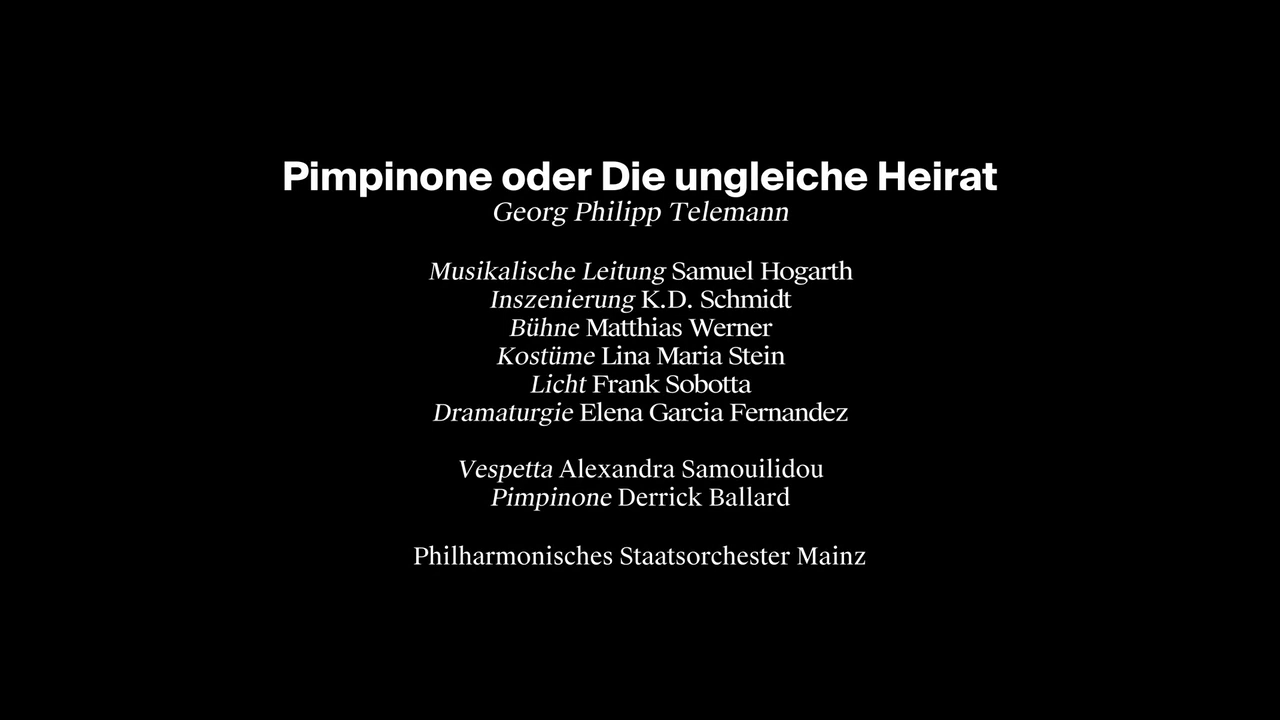 Pimpinone oder Die ungleiche Heirat
Georg Philipp Telemann
Musikalische Leitung Samuel Hogarth
Inszenierung K.D. Schmidt
Bühne Matthias Werner
Kostüme Lina Maria Stein
Licht Frank Sobotta
Dramaturgie Elena Garcia Fernandez
Vespetta Alexandra Samouilidou
Pimpinone Derrick Ballard
Philharmonisches Staatsorchester Mainz